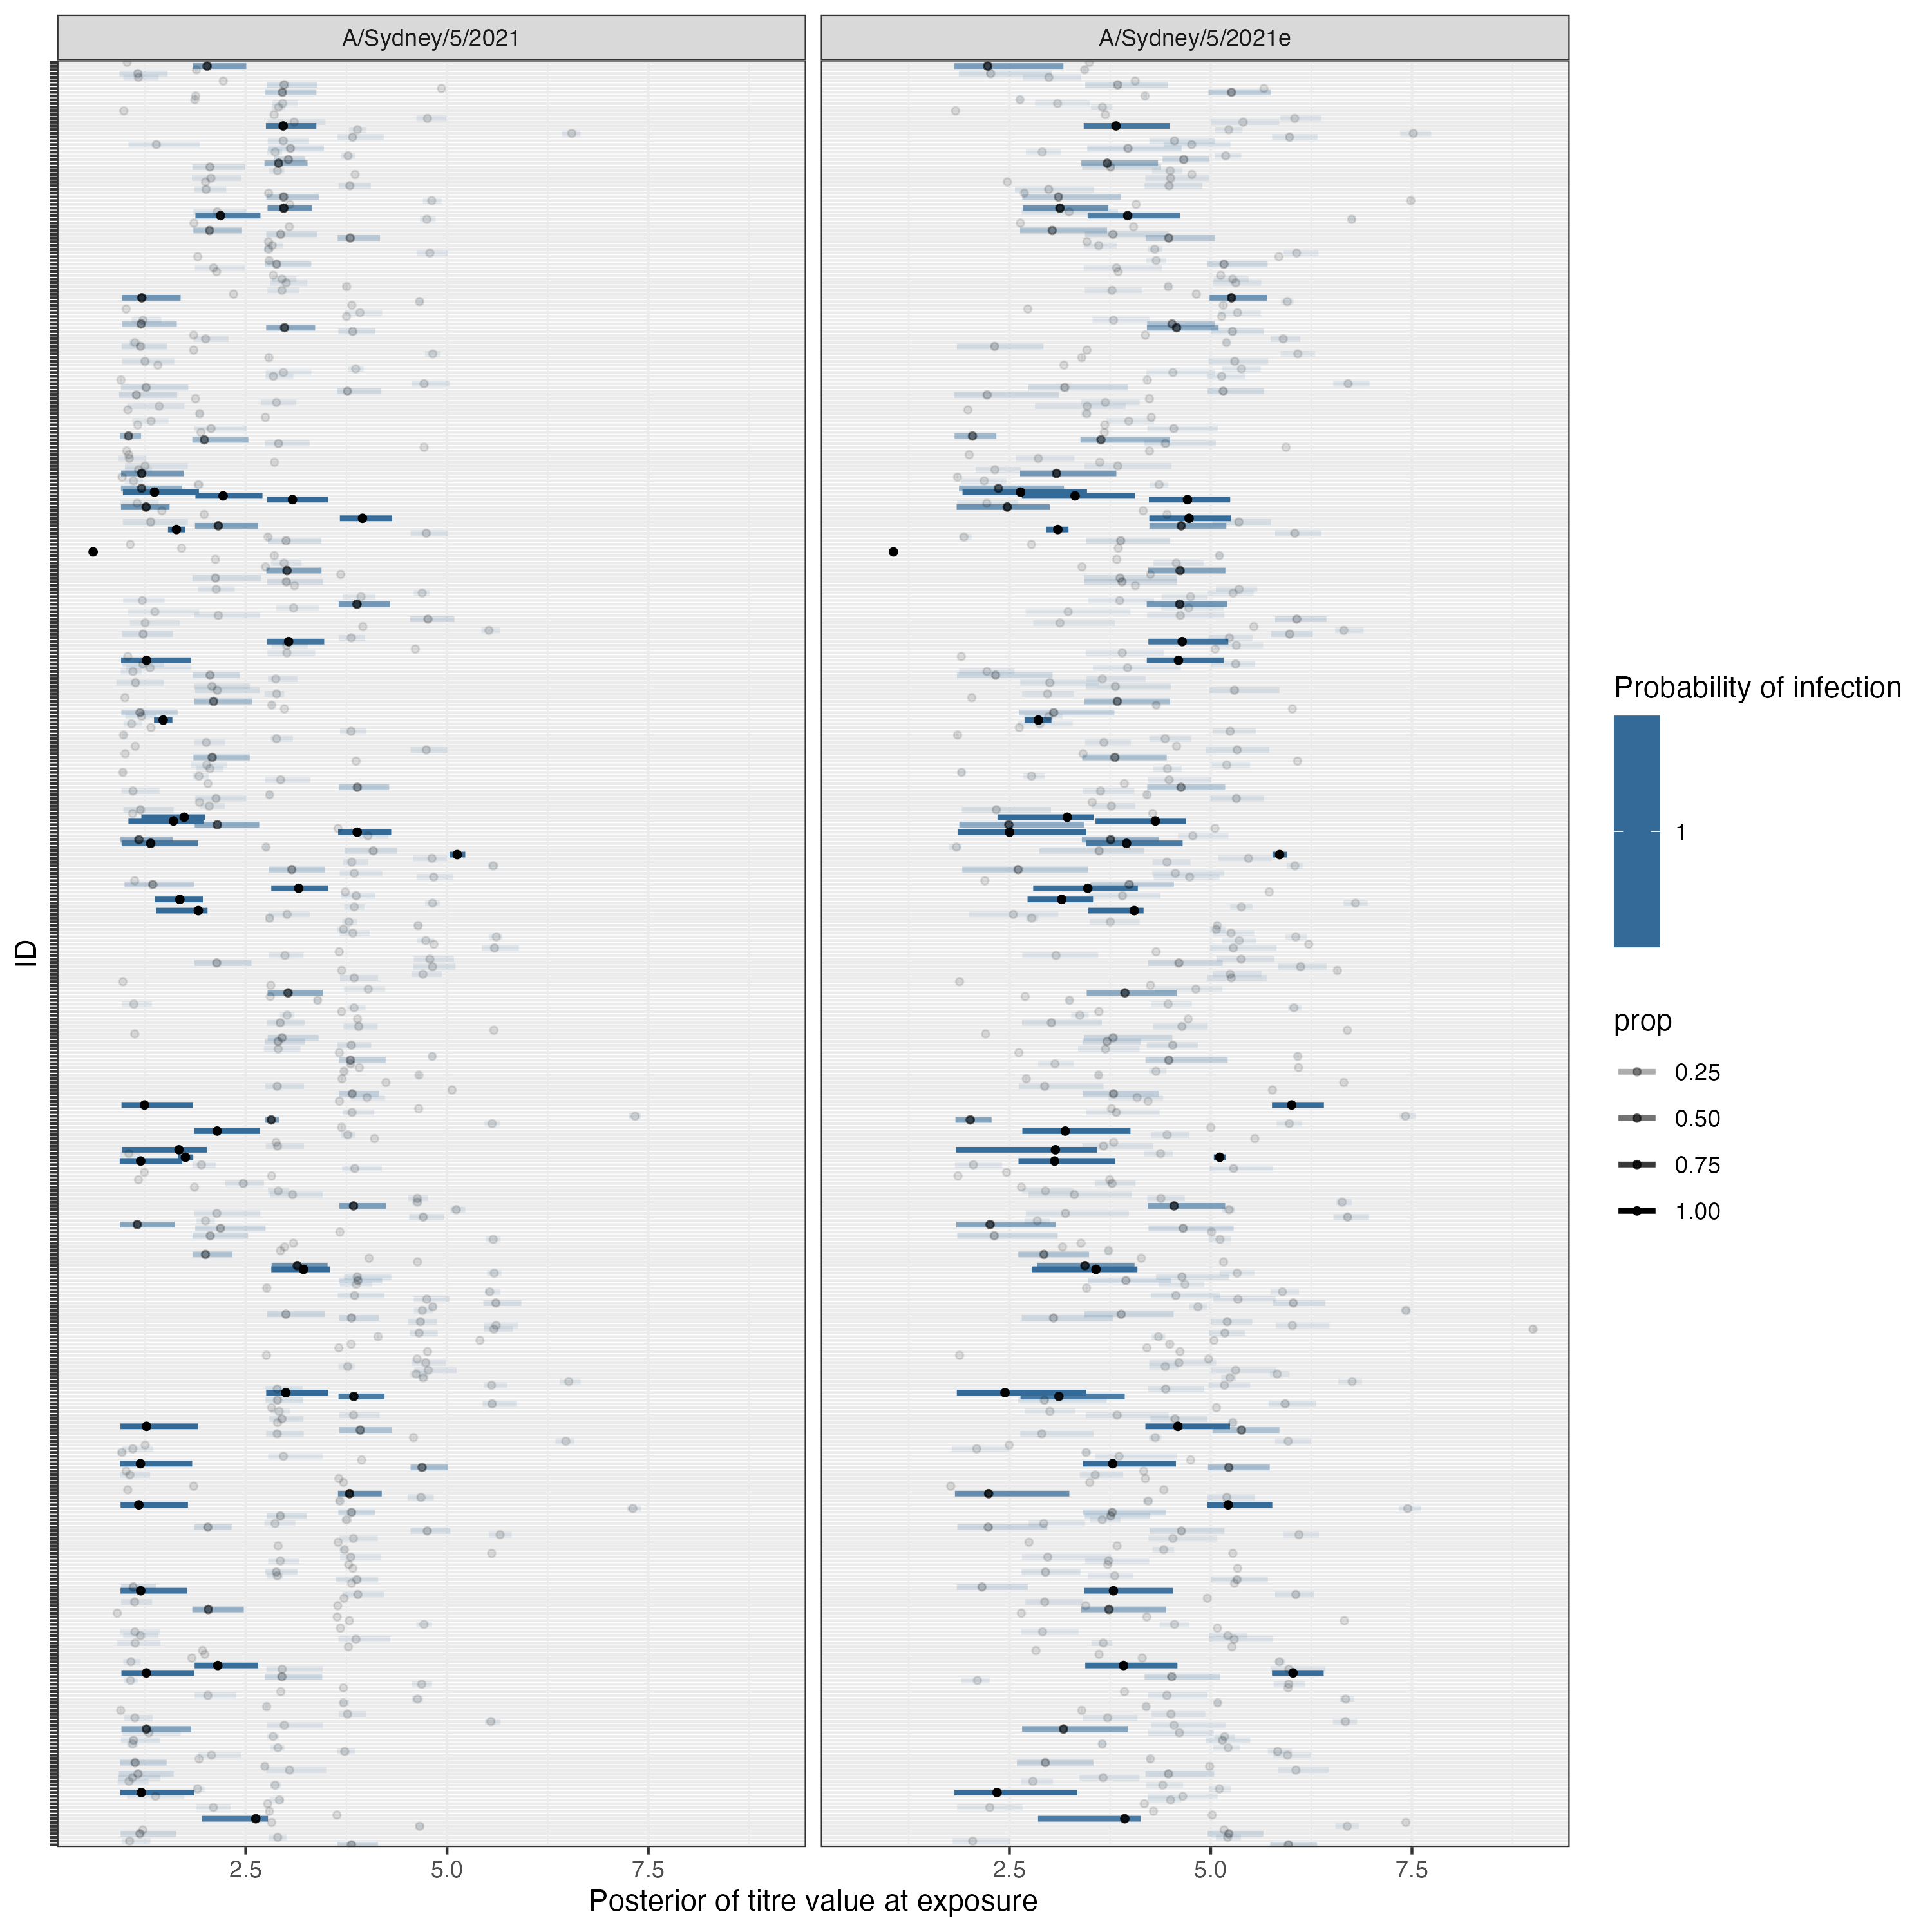 A/Sydney/5/2021
A/Sydney/5/2021e
ID
2.5
5.0
7.5
2.5
5.0
7.5
Posterior of titre value at exposure
Probability of infection
1
prop
0.25
0.50
0.75
1.00